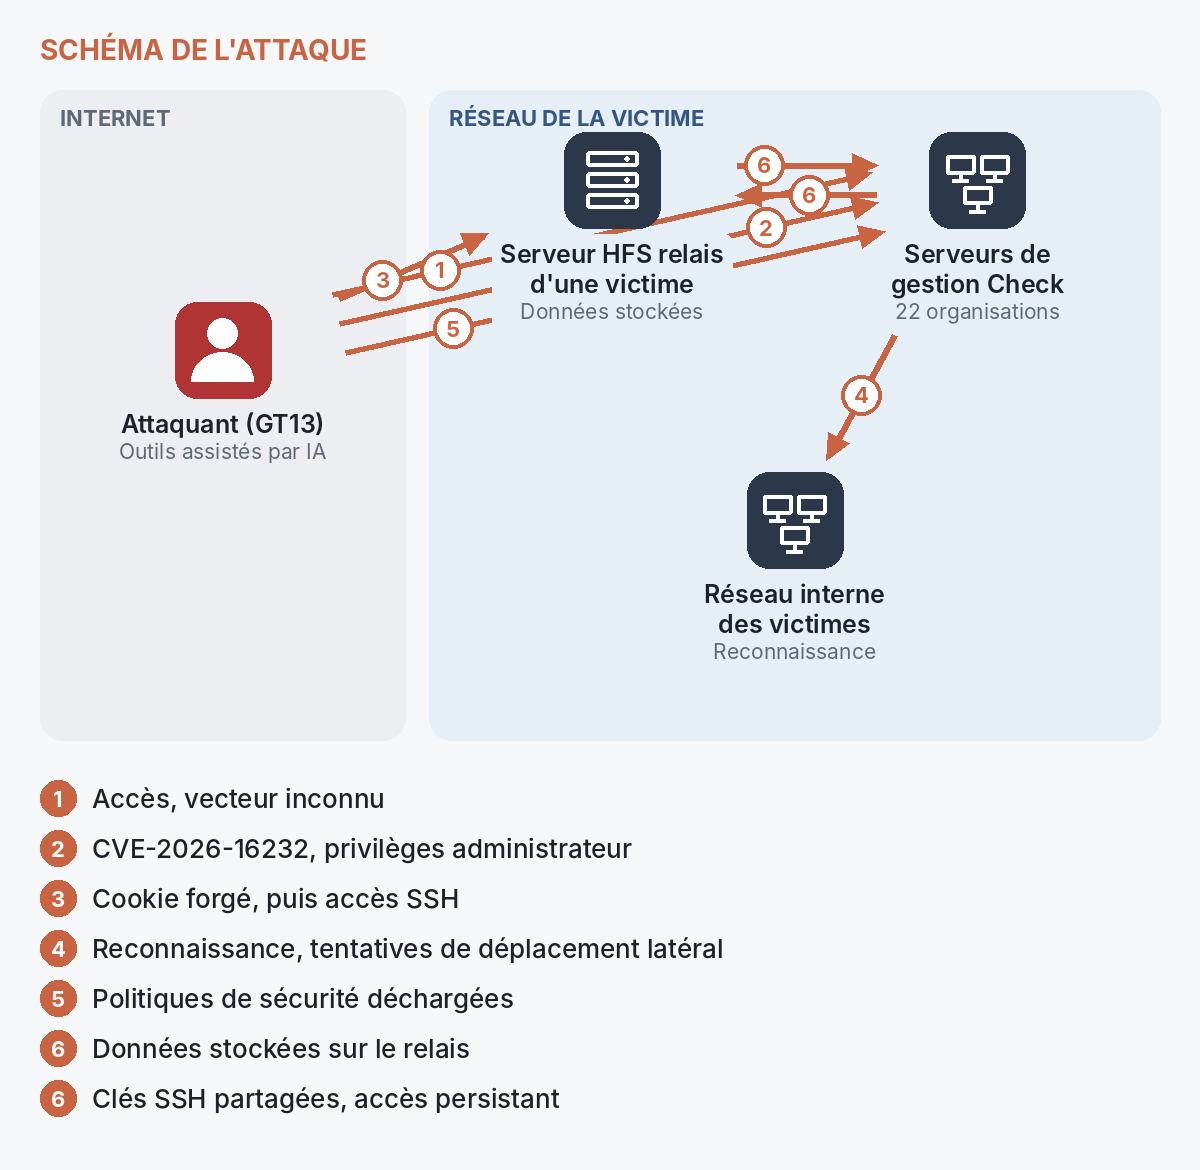 SCHÉMA DE L'ATTAQUE
INTERNET
RÉSEAU DE LA VICTIME
6
6
2
3
1
5
4
Serveur HFS relais
d'une victime
Données stockées
Serveurs de
gestion Check
22 organisations
Attaquant (GT13)
Outils assistés par IA
Réseau interne
des victimes
Reconnaissance
1 Accès, vecteur inconnu
2 CVE-2026-16232, privilèges administrateur
3 Cookie forgé, puis accès SSH
4 Reconnaissance, tentatives de déplacement latéral
5 Politiques de sécurité déchargées
6 Données stockées sur le relais
6 Clés SSH partagées, accès persistant